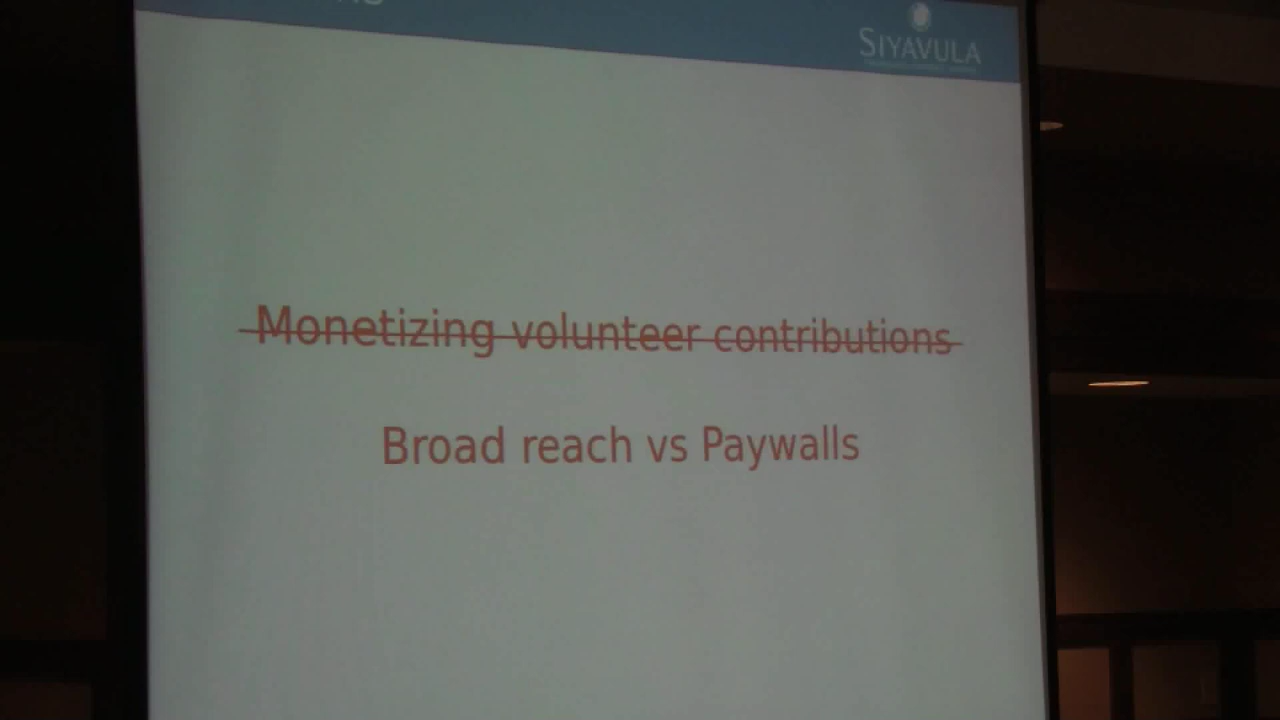 SIYAVULA
Monetizing volunteer contributions
Broad reach vs Paywalls